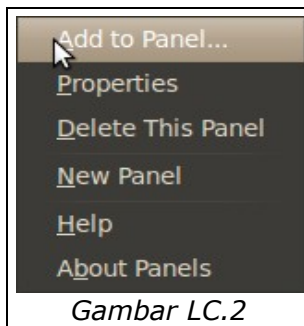 Add to Panel...
Properties
Delete This Panel
New Panel
Help
About Panels
Gambar LC.2